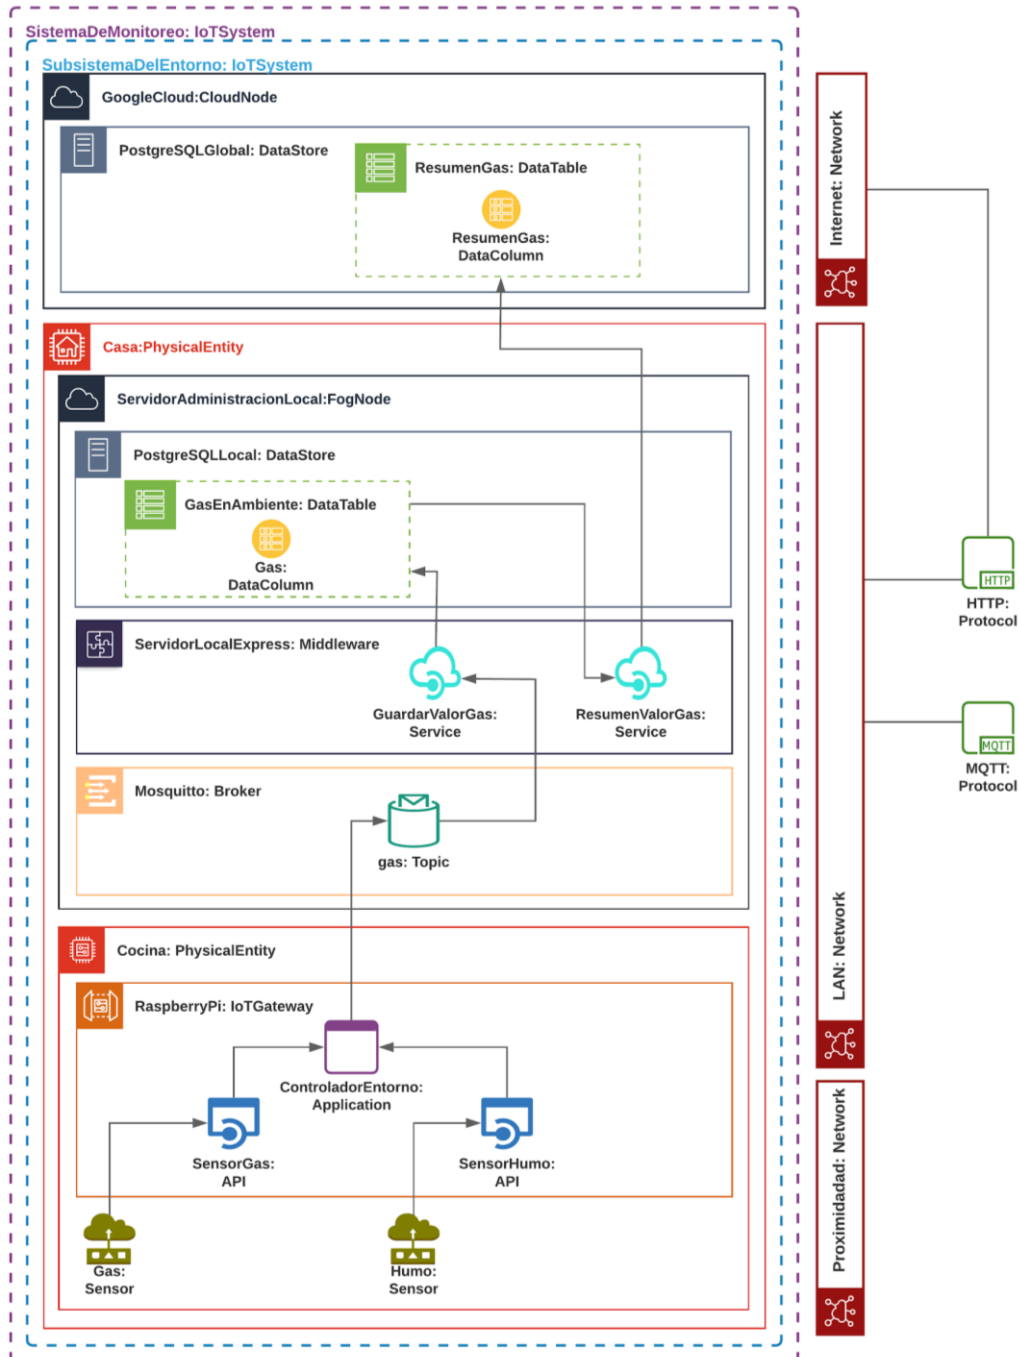 SistemaDeMonitoreo: IoTSystem
SubsistemaDelEntorno: IoTSystem
GoogleCloud:CloudNode
PostgreSQLGlobal: DataStore
ResumenGas: DataTable
ResumenGas:
DataColumn
Internet: Network
Casa:PhysicalEntity
ServidorAdministracionLocal:FogNode
PostgreSQLLocal: DataStore
GasEnAmbiente: DataTable
Gas:
DataColumn
HTTP
HTTP:
Protocol
ServidorLocalExpress: Middleware
GuardarValorGas:
Service
ResumenValorGas:
Service
MQTT
MQTT:
Protocol
Mosquitto: Broker
gas: Topic
LAN: Network
Cocina: PhysicalEntity
RaspberryPi: IoTGateway
ControladorEntorno:
Application
SensorGas:
API
SensorHumo:
API
Proximidadad: Network
Gas:
Sensor
Humo:
Sensor